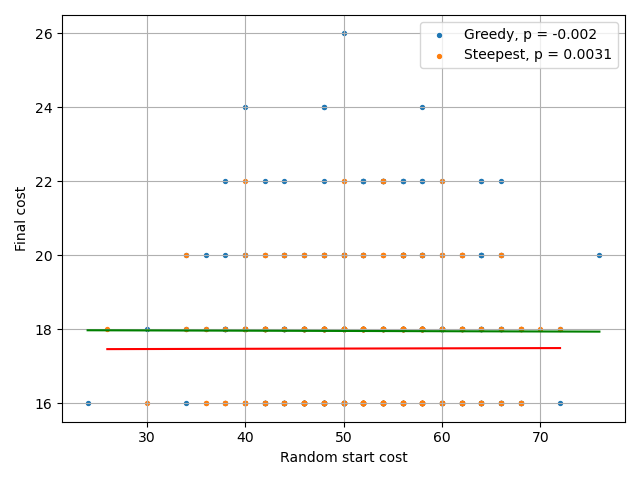 Greedy, p = -0.002
Steepest, p = 0.0031
Final cost
26
24
22
20
18
16
30 40 50 60 70
Random start cost